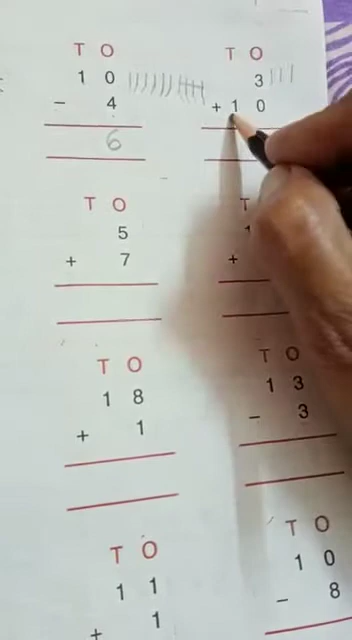 T O
1 0
- 4
6
T O
3
+ 1 0
T O
5
+ 7
T
+
T O
1 8
+ 1
T O
1 3
- 3
T O
1 1
+ 1
T O
1 0
- 8